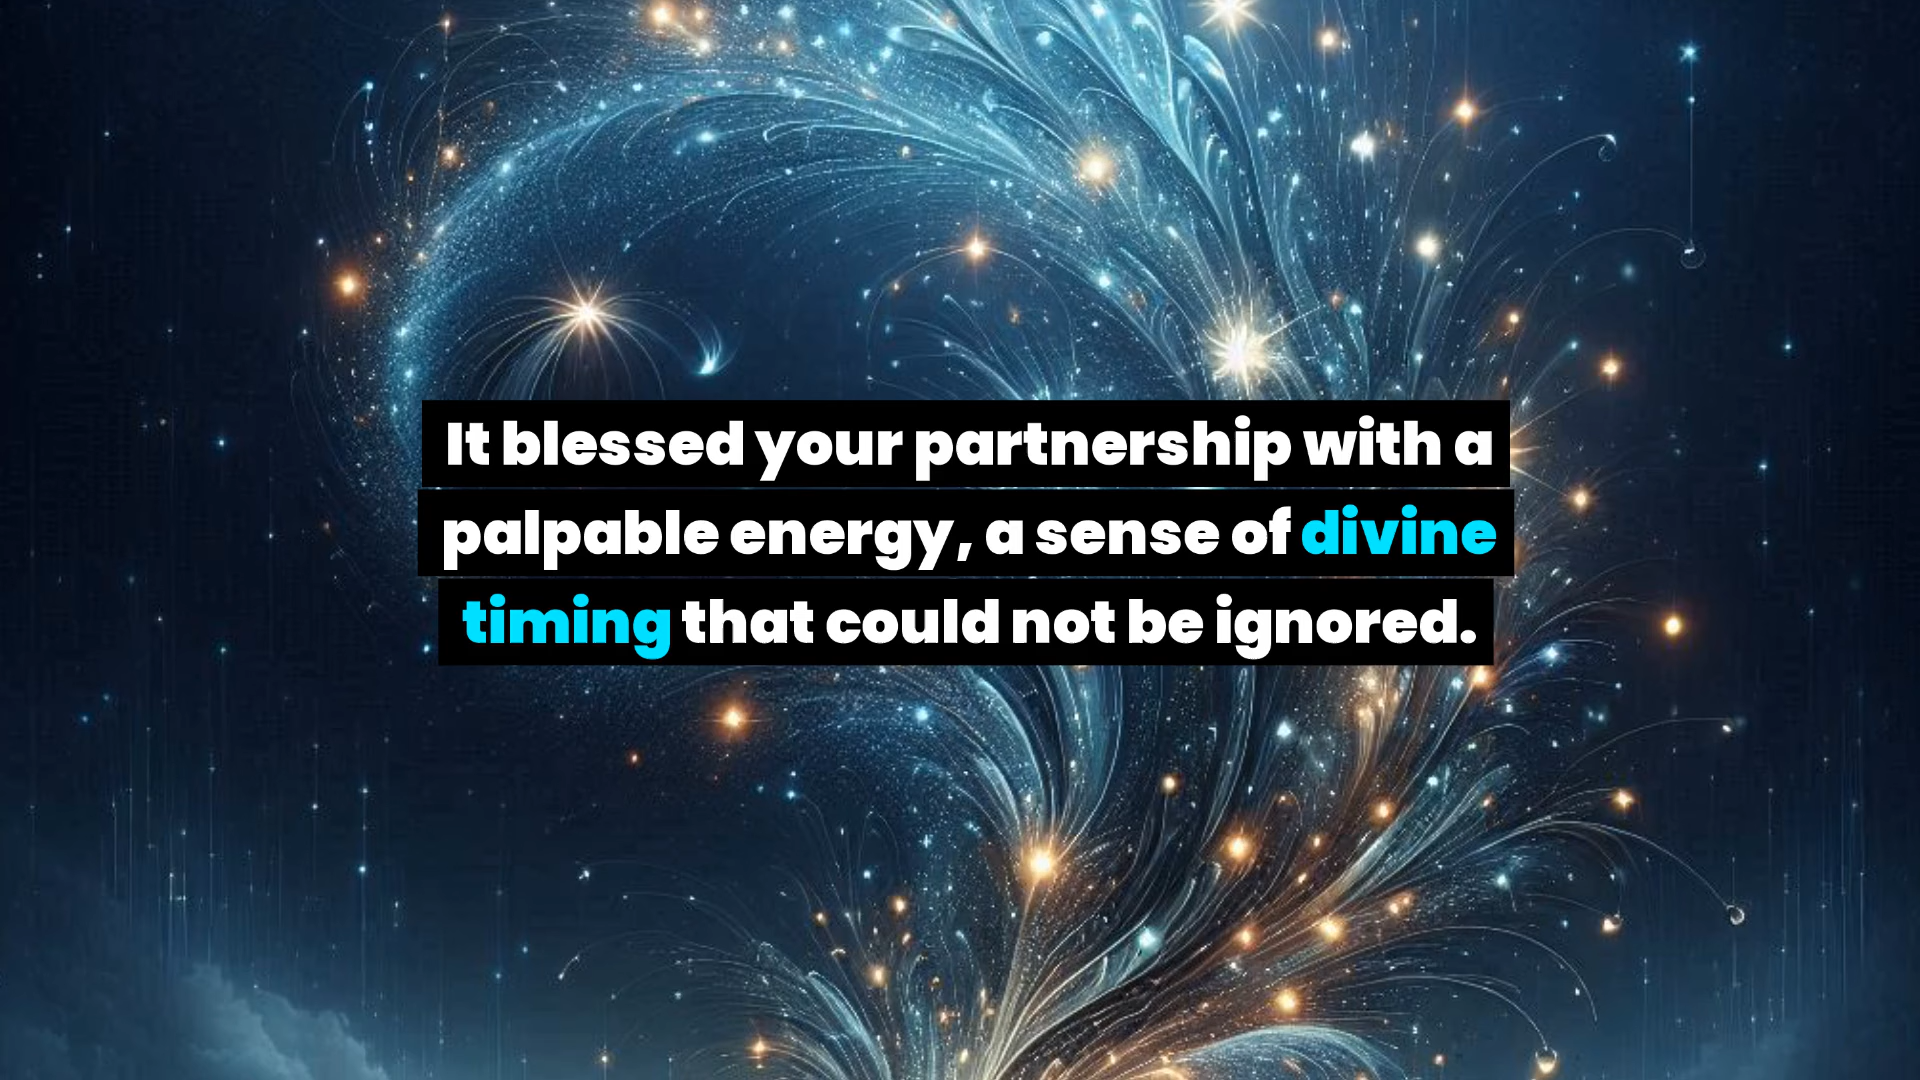 It blessed your partnership with a
palpable energy, a sense of divine
timing that could not be ignored.